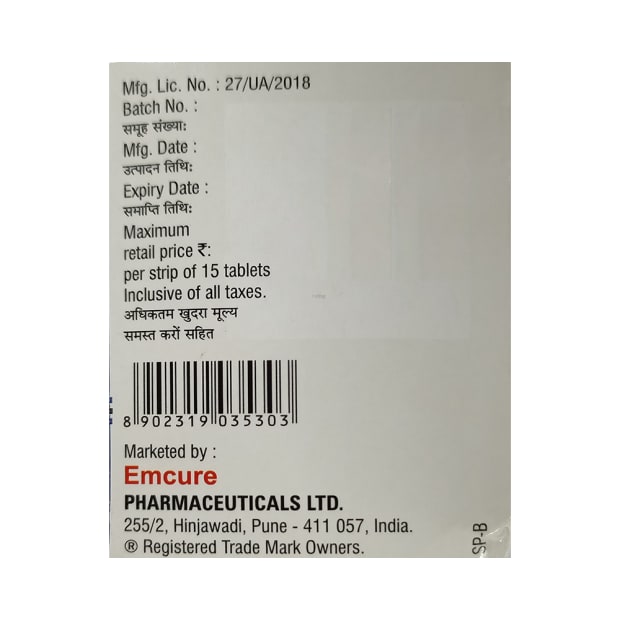 Mfg. Lic. No. : 27/UA/2018
Batch No. :
समूह संख्या:
Mfg. Date :
उत्पादन तिथि:
Expiry Date :
समाप्ति तिथि:
Maximum
retail price ₹:
per strip of 15 tablets
Inclusive of all taxes.
अधिकतम खुदरा मूल्य
समस्त करों सहित
8 902319 035303
Marketed by :
Emcure
PHARMACEUTICALS LTD.
255/2, Hinjawadi, Pune - 411 057, India.
® Registered Trade Mark Owners.
SP-B